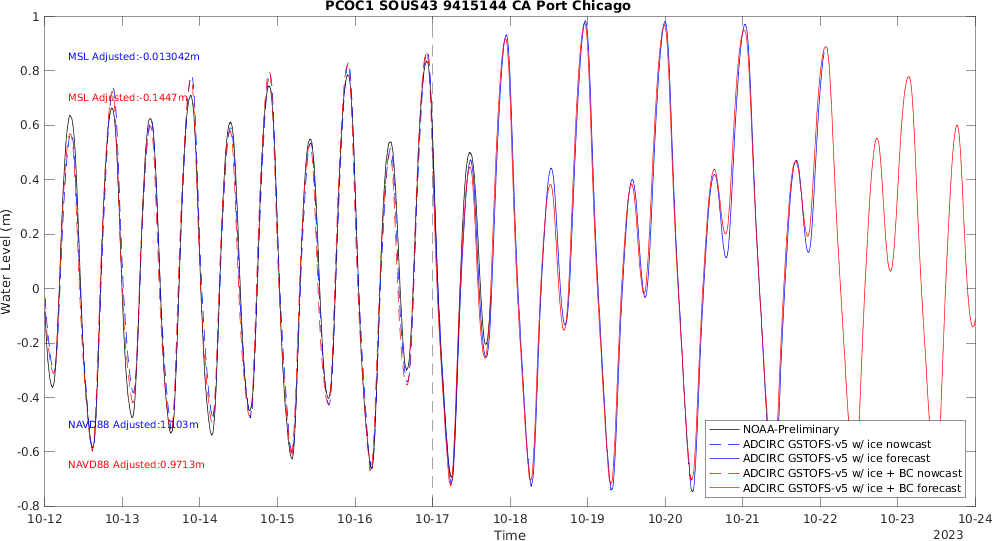 PCOC1 SOUS43 9415144 CA Port Chicago
1
0.8
0.6
0.4
0.2
0
-0.2
-0.4
-0.6
-0.8
Water Level (m)
MSL Adjusted:-0.013042m
MSL Adjusted:-0.1447m
NAVD88 Adjusted:1.103m
NAVD88 Adjusted:0.9713m
NOAA-Preliminary
ADCIRC GSTOFS-v5 w/ ice nowcast
ADCIRC GSTOFS-v5 w/ ice forecast
ADCIRC GSTOFS-v5 w/ ice + BC nowcast
ADCIRC GSTOFS-v5 w/ ice + BC forecast
10-12 10-13 10-14 10-15 10-16 10-17 10-18 10-19 10-20 10-21 10-22 10-23 10-24
Time
2023